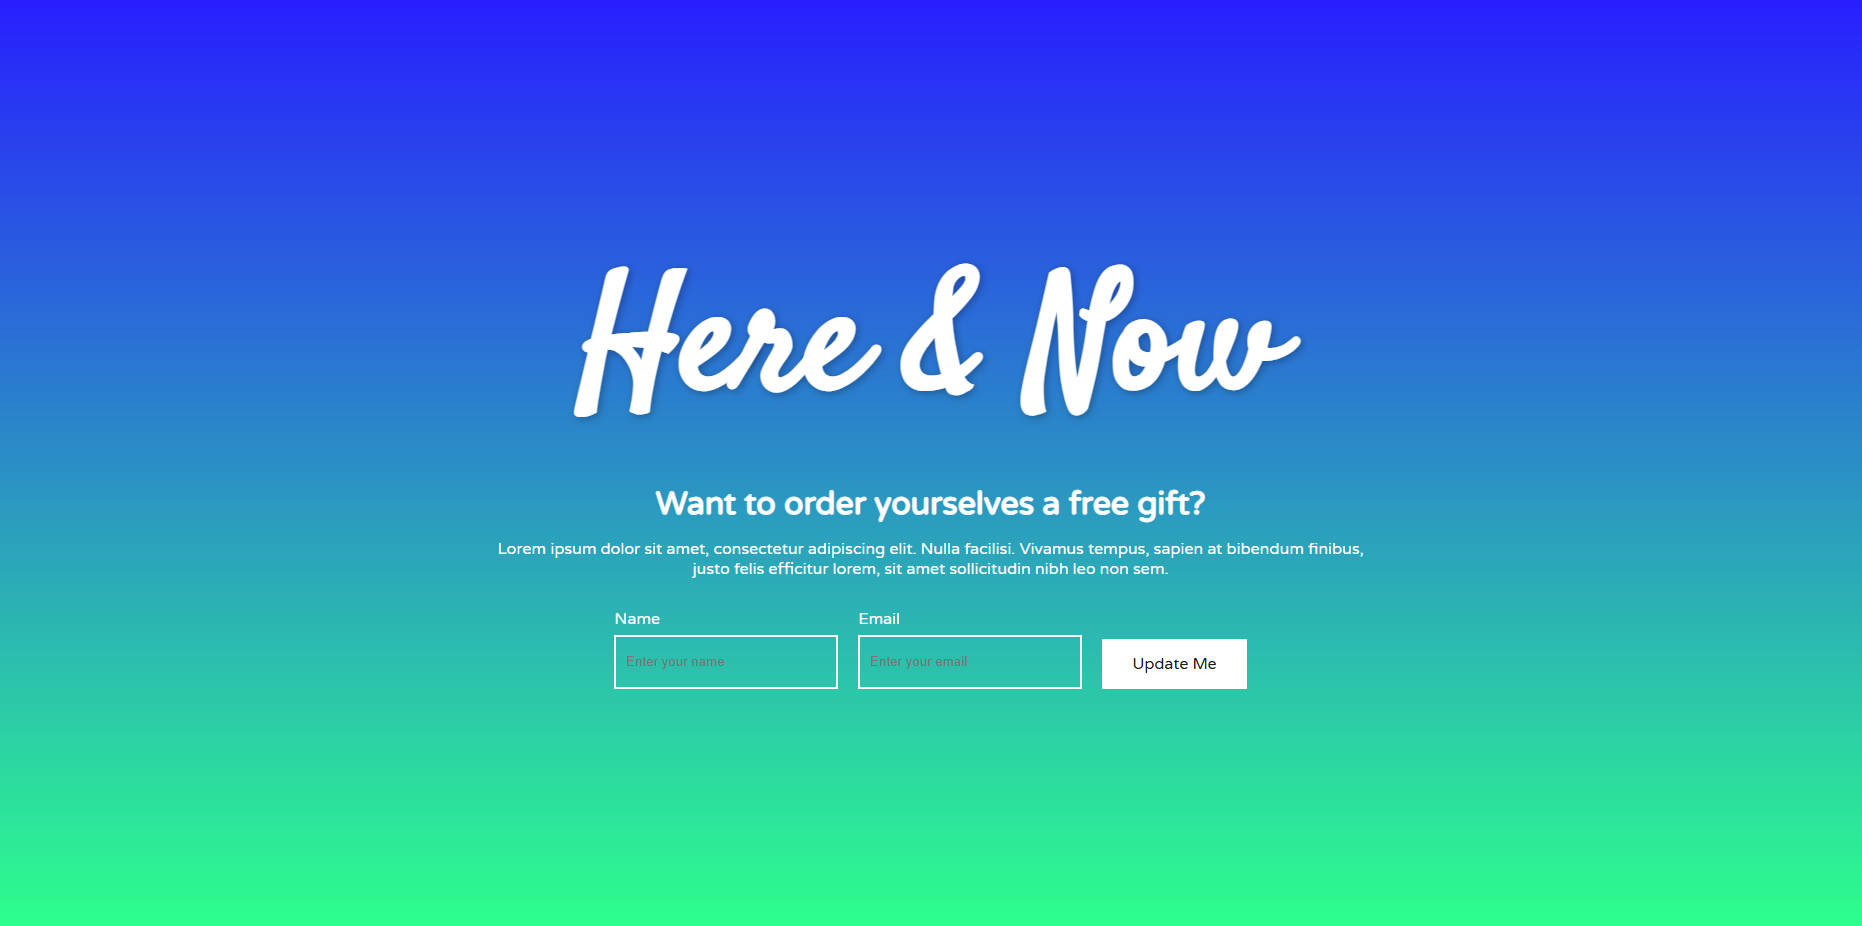 Here & Now
Want to order yourselves a free gift?
Lorem ipsum dolor sit amet, consectetur adipiscing elit. Nulla facilisi. Vivamus tempus, sapien at bibendum finibus,
justo felis efficitur lorem, sit amet sollicitudin nibh leo non sem.
Name
Email
Enter your name
Enter your email
Update Me